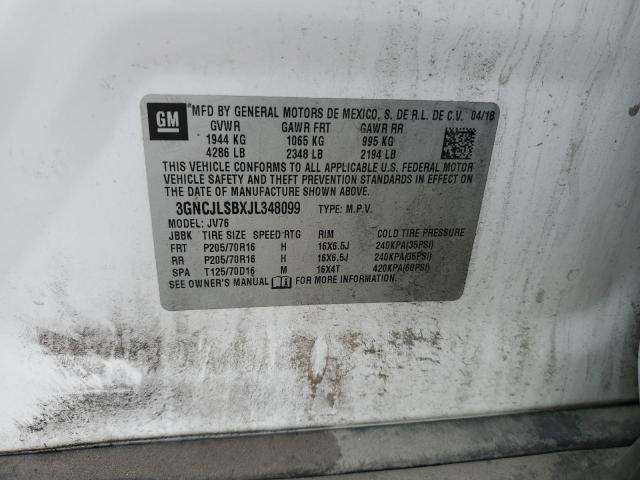 GM *MFD BY GENERAL MOTORS DE MEXICO, S. DE R.L. DE C.V. 04/18
GVWR GAWR FRT GAWR RR
1944 KG 1065 KG 995 KG
4286 LB 2348 LB 2194 LB
THIS VEHICLE CONFORMS TO ALL APPLICABLE U.S. FEDERAL MOTOR
VEHICLE SAFETY AND THEFT PREVENTION STANDARDS IN EFFECT ON THE
DATE OF MANUFACTURE SHOWN ABOVE.
3GNCJLSBXJL348099 TYPE: M.P.V.
MODEL: JV76
JBBK TIRE SIZE SPEED RTG RIM COLD TIRE PRESSURE
FRT P205/70R16 H 16X6.5J 240KPA(35PSI)
RR P205/70R16 H 16X6.5J 240KPA(35PSI)
SPA T125/70D16 M 16X4T 420KPA(60PSI)
SEE OWNER'S MANUAL FOR MORE INFORMATION.